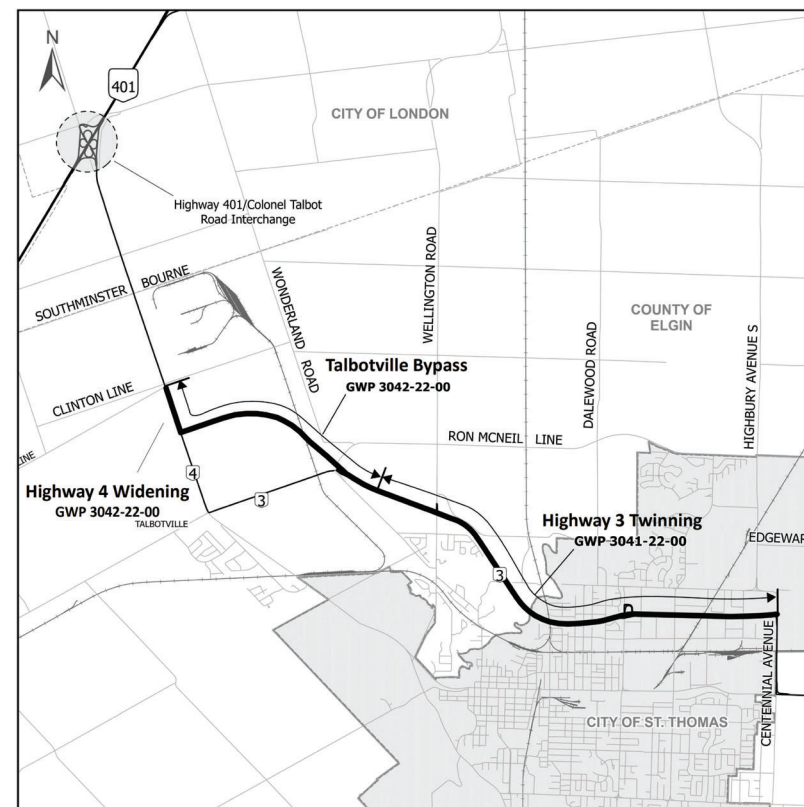 N
401
CITY OF LONDON
Highway 401/Colonel Talbot
Road Interchange
SOUTHMINSTER BOURNE
WONDERLAND
ROAD
WELLINGTON ROAD
COUNTY OF
ELGIN
DALEWOOD ROAD
HIGHBURY AVENUE S
Talbotville Bypass
GWP 3042-22-00
CLINTON LINE
RON MCNEIL LINE
INE
4
3
Highway 4 Widening
GWP 3042-22-00
TALBOTVILLE
Highway 3 Twinning
GWP 3041-22-00
EDGEWAR
3
CENTENNIAL AVENUE
CITY OF ST. THOMAS